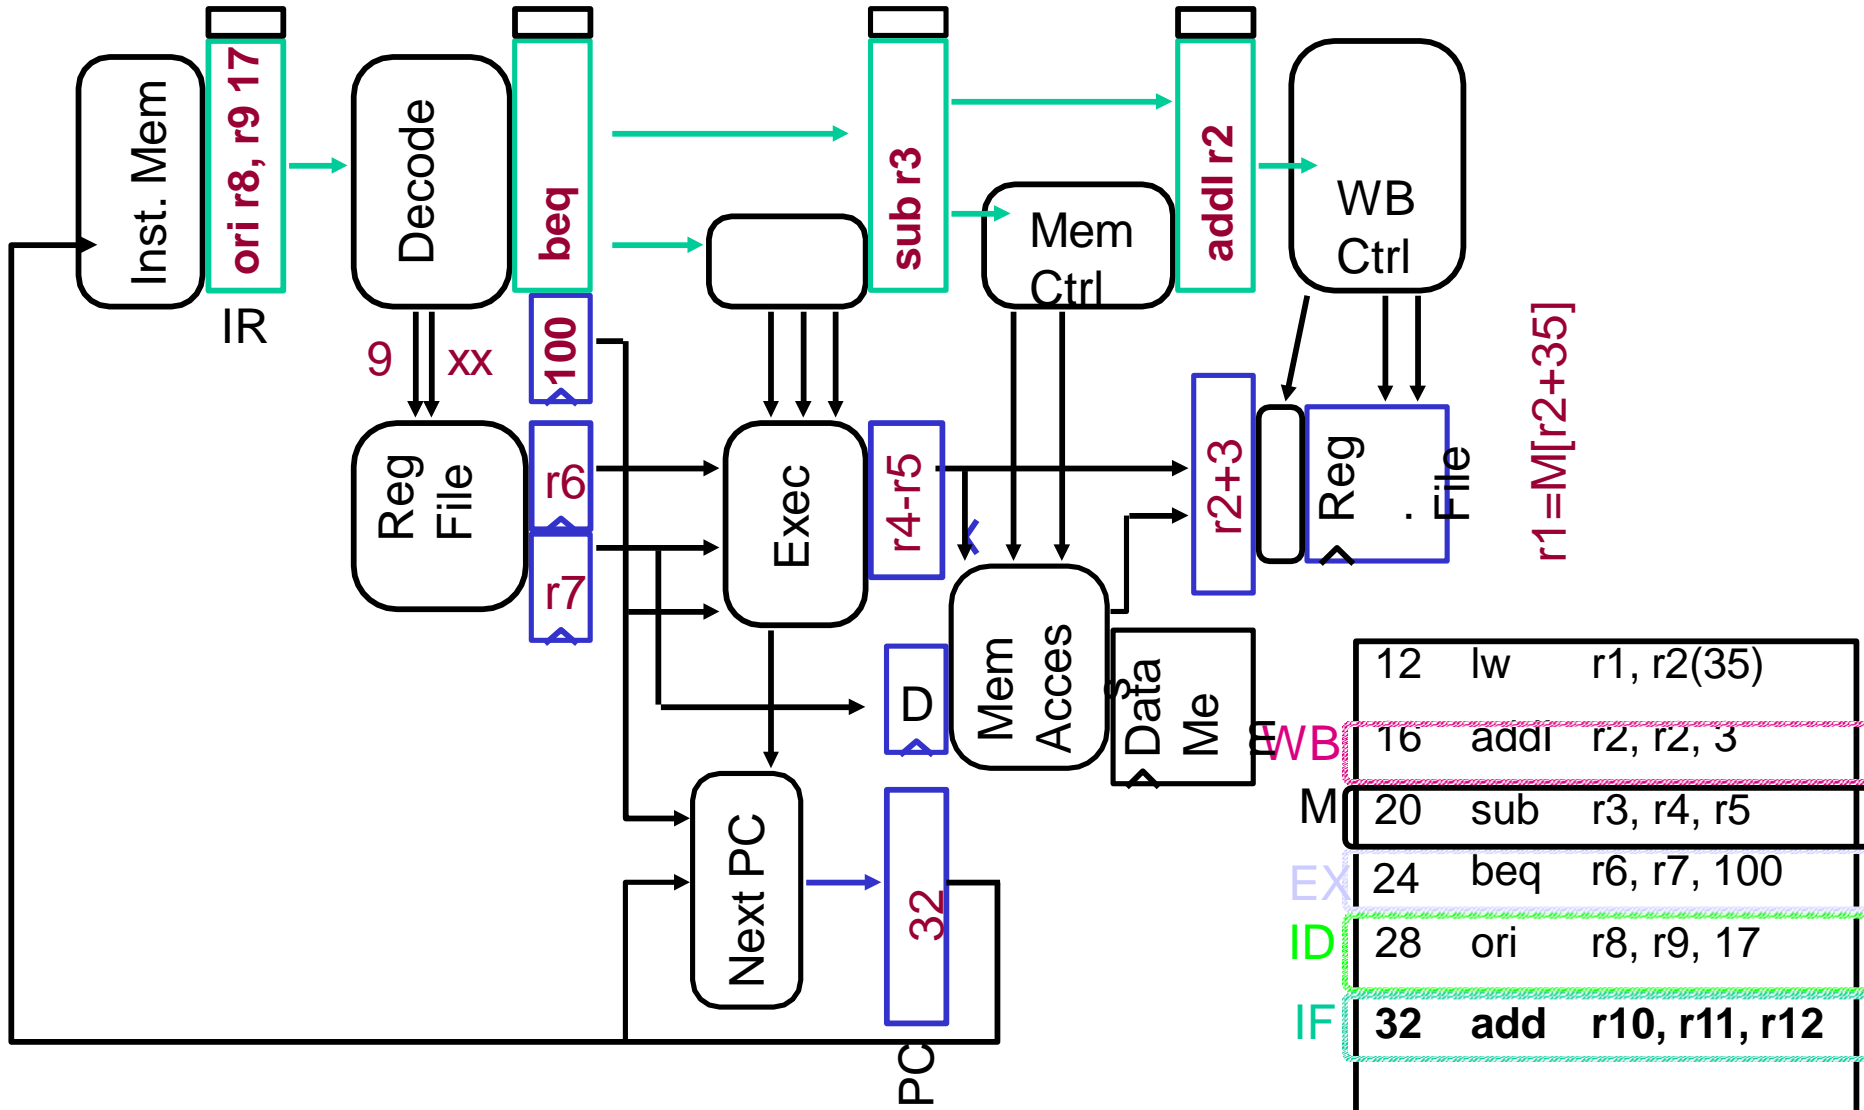 Inst. Mem
ori r8, r9 17
IR
Decode
9
xx
Reg
File
beq
100
r6
r7
Exec
Next PC
sub r3
r4-r5
D
32
PC
Mem
Ctrl
Mem
Acces
s
Data
Me
m
addI r2
r2+3
WB
Ctrl
Reg
.
File
r1=M[r2+35]
12 lw r1, r2(35)
WB 16 addI r2, r2, 3
M 20 sub r3, r4, r5
EX 24 beq r6, r7, 100
ID 28 ori r8, r9, 17
IF 32 add r10, r11, r12